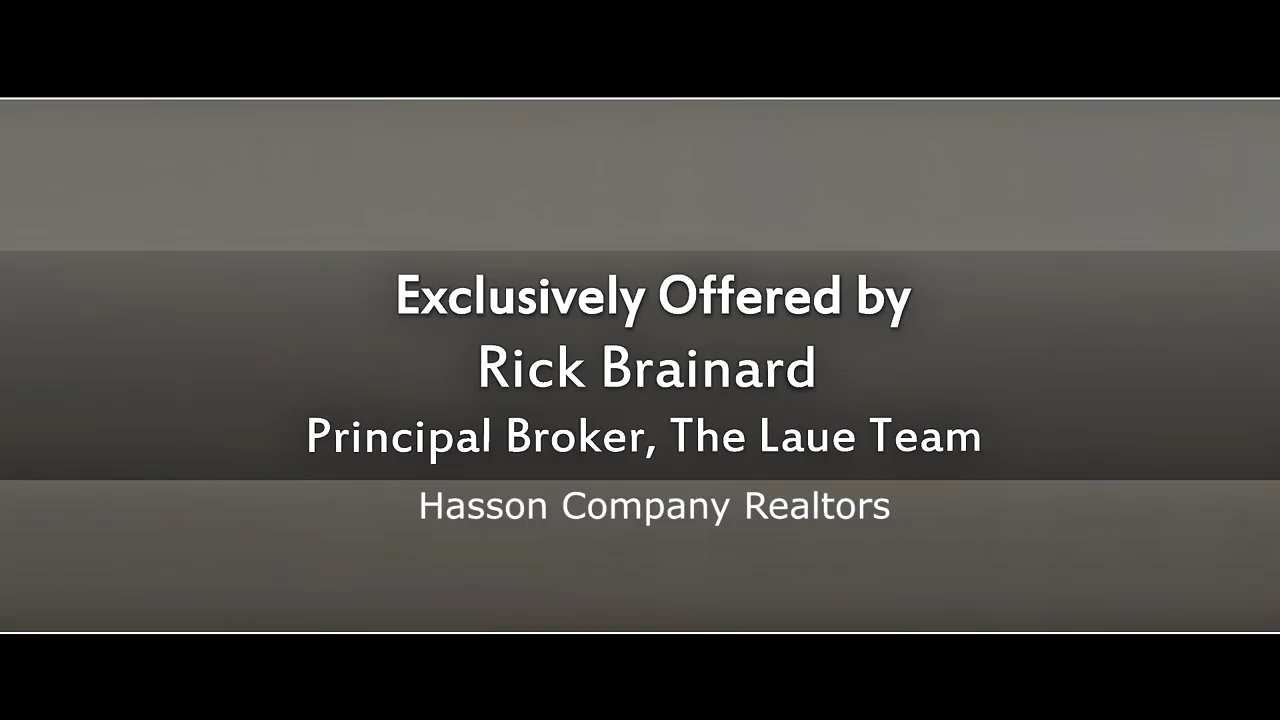 Exclusively Offered by
Rick Brainard
Principal Broker, The Laue Team
Hasson Company Realtors